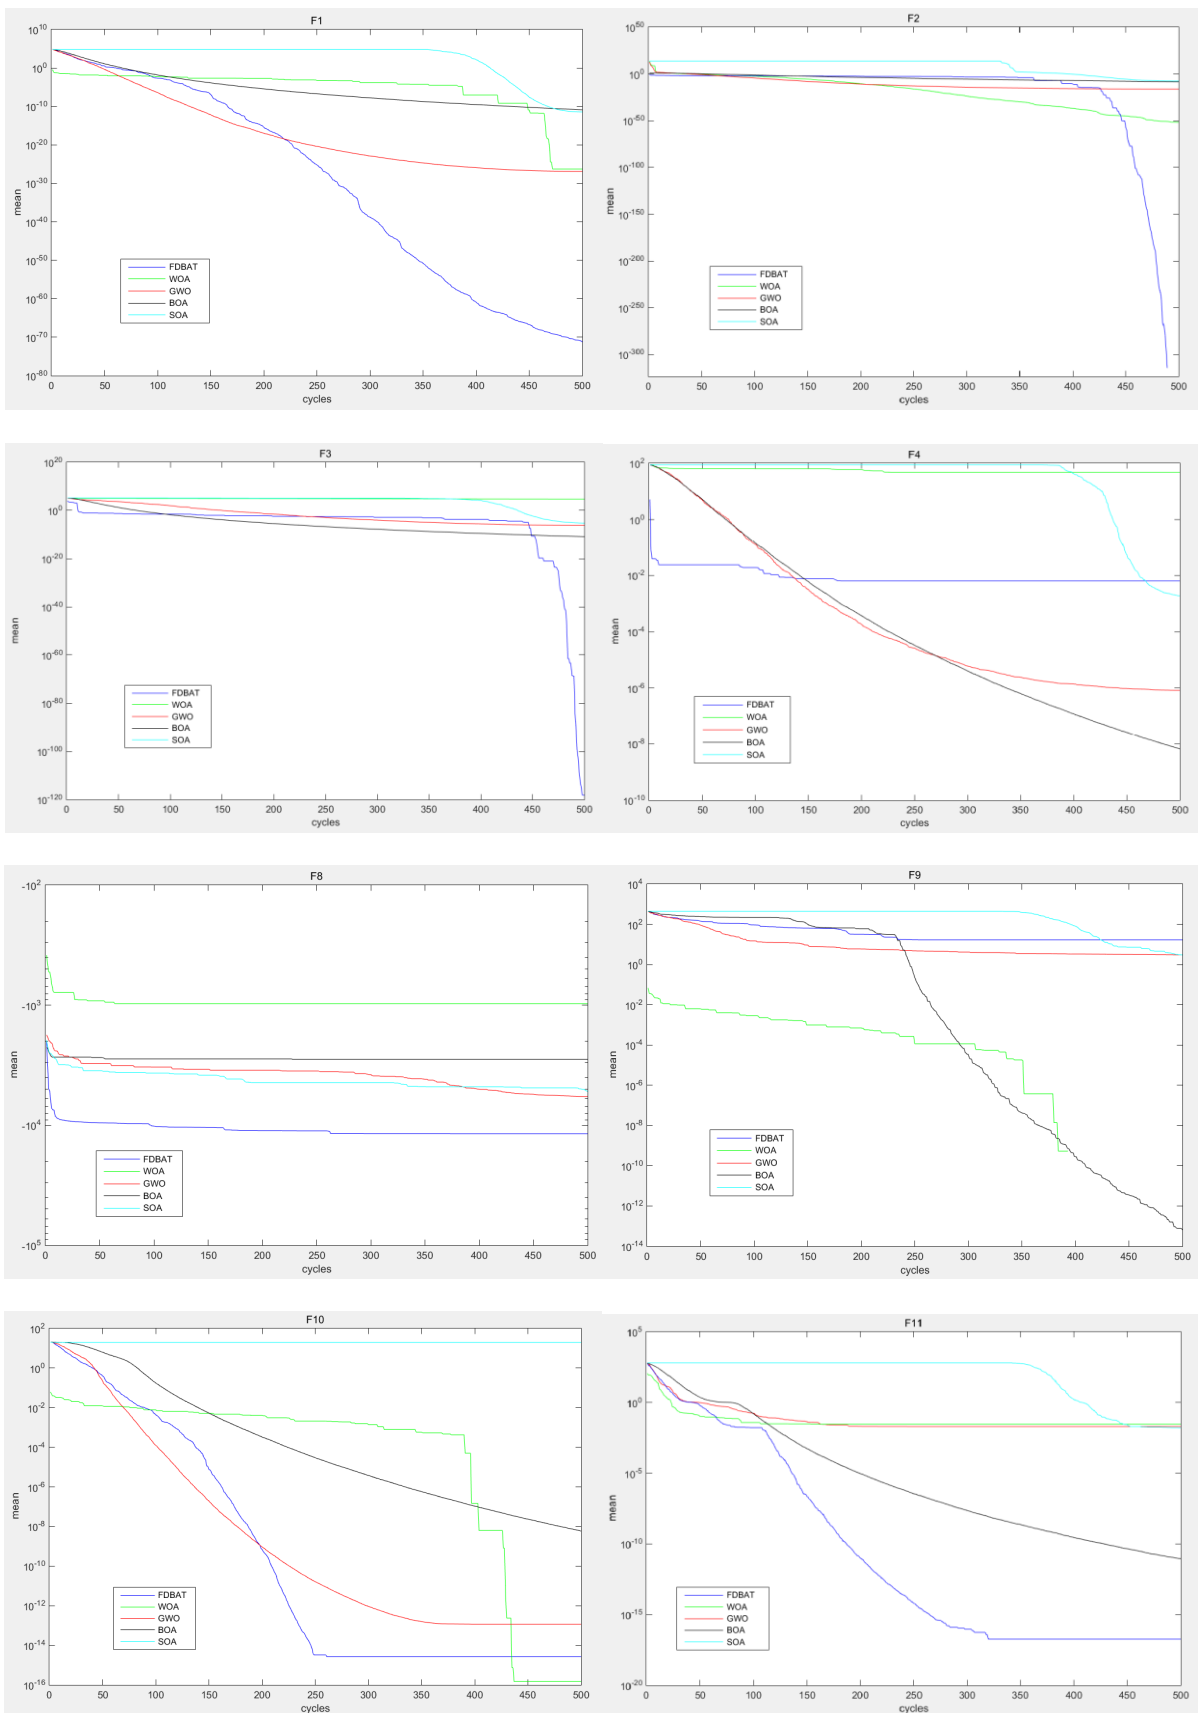 F1
10^10
10^5
10^0
10^-10
10^-20
10^-30
10^-40
10^-50
10^-60
10^-70
10^-80
mean
0 50 100 150 200 250 300 350 400 450 500
cycles
FDBAT
WOA
GWO
BOA
SOA
F2
10^50
10^0
10^-50
10^-100
10^-150
10^-200
10^-250
10^-300
mean
0 50 100 150 200 250 300 350 400 450 500
cycles
FDBAT
WOA
GWO
BOA
SOA
F3
10^20
10^0
10^-20
10^-40
10^-60
10^-80
10^-100
10^-120
mean
0 50 100 150 200 250 300 350 400 450 500
cycles
FDBAT
WOA
GWO
BOA
SOA
F4
10^2
10^0
10^-2
10^-4
10^-6
10^-8
10^-10
mean
0 50 100 150 200 250 300 350 400 450 500
cycles
FDBAT
WOA
GWO
BOA
SOA
F8
-10^2
-10^3
-10^4
-10^5
mean
0 50 100 150 200 250 300 350 400 450 500
cycles
FDBAT
WOA
GWO
BOA
SOA
F9
10^4
10^2
10^0
10^-2
10^-4
10^-6
10^-8
10^-10
10^-12
10^-14
mean
0 50 100 150 200 250 300 350 400 450 500
cycles
FDBAT
WOA
GWO
BOA
SOA
F10
10^2
10^0
10^-2
10^-4
10^-6
10^-8
10^-10
10^-12
10^-14
10^-16
mean
0 50 100 150 200 250 300 350 400 450 500
cycles
FDBAT
WOA
GWO
BOA
SOA
F11
10^5
10^0
10^-5
10^-10
10^-15
10^-20
mean
0 50 100 150 200 250 300 350 400 450 500
cycles
FDBAT
WOA
GWO
BOA
SOA